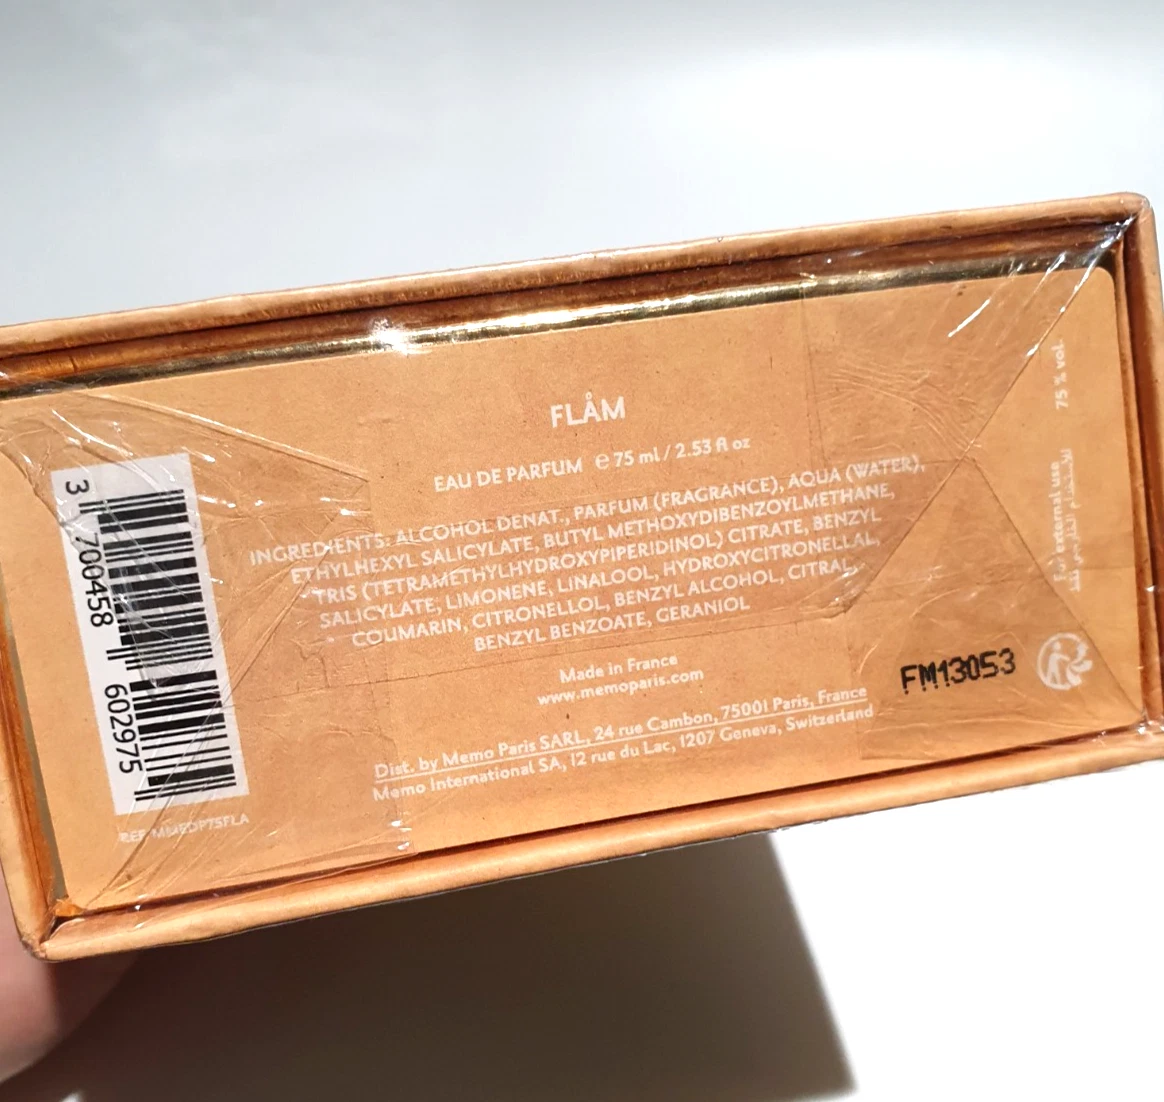 FLÅM
EAU DE PARFUM e 75 ml / 2.53 fl oz
INGREDIENTS: ALCOHOL DENAT., PARFUM (FRAGRANCE), AQUA (WATER),
ETHYLHEXYL SALICYLATE, BUTYL METHOXYDIBENZOYLMETHANE,
TRIS (TETRAMETHYLHYDROXYPIPERIDINOL) CITRATE, BENZYL
SALICYLATE, LIMONENE, LINALOOL, HYDROXYCITRONELLAL,
COUMARIN, CITRONELLOL, BENZYL ALCOHOL, CITRAL,
BENZYL BENZOATE, GERANIOL
Made in France
www.memoparis.com
Dist. by Memo Paris SARL, 24 rue Cambon, 75001 Paris, France
Memo International SA, 12 rue du Lac, 1207 Geneva, Switzerland
3 700458 602975
REF MMEDP75FLA
75 % vol.
For external use
FM13053